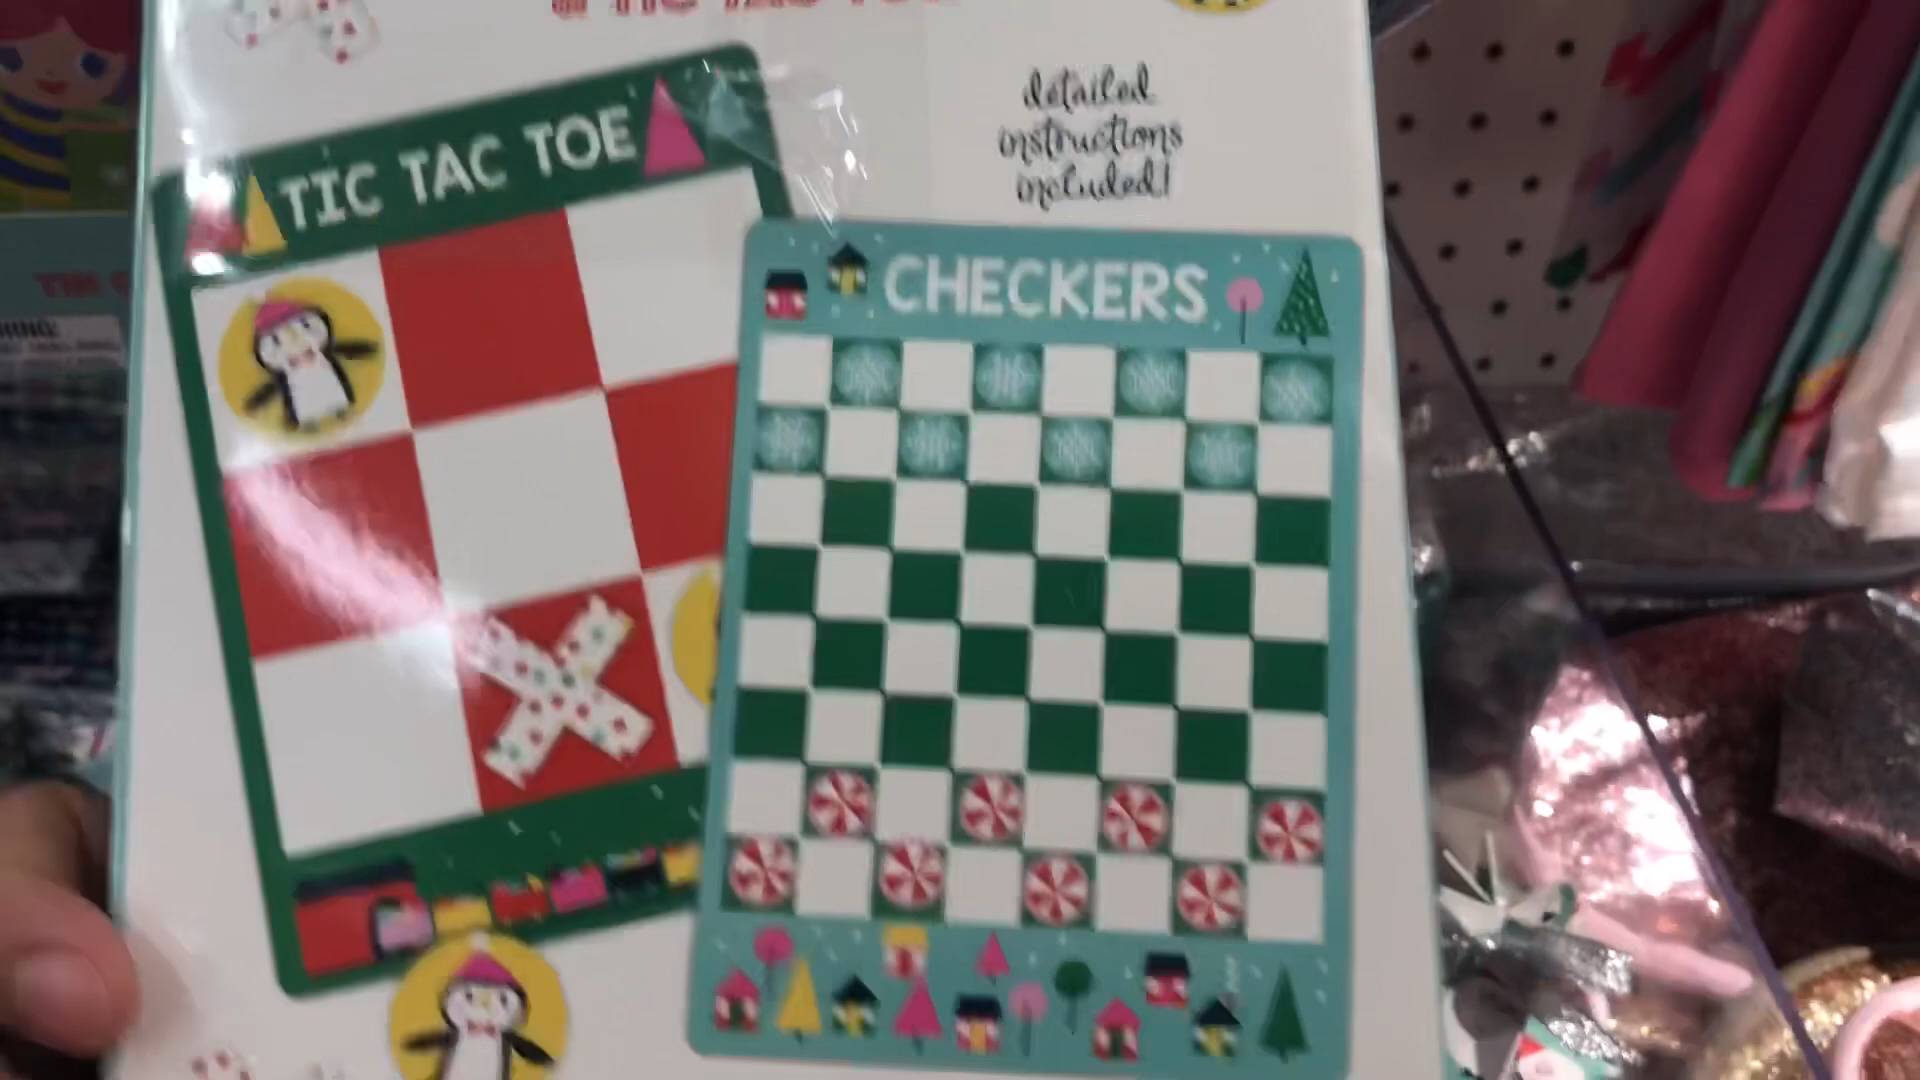 TIC TAC TOE
detailed
instructions
included!
CHECKERS